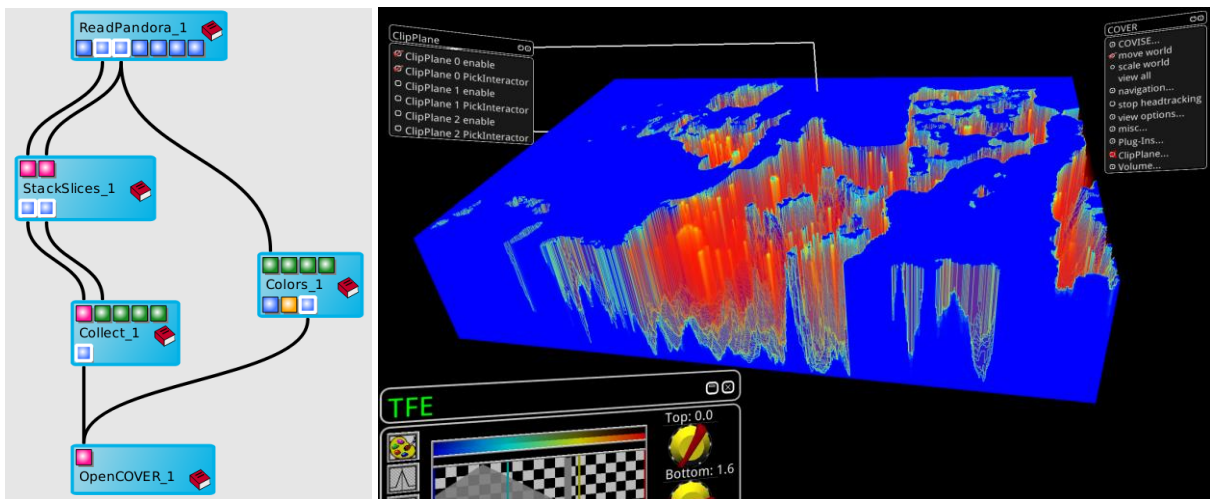 ReadPandora_1
StackSlices_1
Colors_1
Collect_1
OpenCOVER_1
ClipPlane
ClipPlane 0 enable
ClipPlane 0 PickInteractor
ClipPlane 1 enable
ClipPlane 1 PickInteractor
ClipPlane 2 enable
ClipPlane 2 PickInteractor
COVER
COVISE...
move world
scale world
view all
navigation...
stop headtracking
view options...
misc...
Plug-Ins...
ClipPlane...
Volume...
TFE
Top: 0.0
Bottom: 1.6